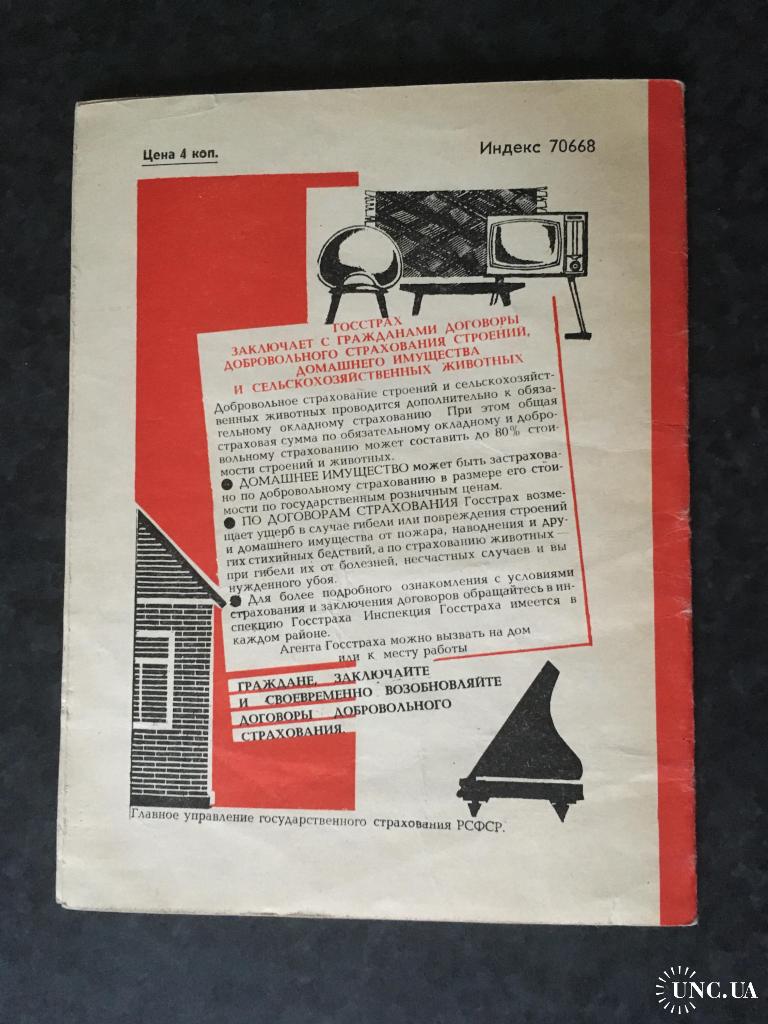 Цена 4 коп.
Индекс 70668
ГОССТРАХ
ЗАКЛЮЧАЕТ С ГРАЖДАНАМИ ДОГОВОРЫ
ДОБРОВОЛЬНОГО СТРАХОВАНИЯ СТРОЕНИЙ,
ДОМАШНЕГО ИМУЩЕСТВА
И СЕЛЬСКОХОЗЯЙСТВЕННЫХ ЖИВОТНЫХ
Добровольное страхование строений и сельскохозяйст-
венных животных проводится дополнительно к обяза-
тельному окладному страхованию При этом общая
страховая сумма по обязательному окладному и добро-
вольному страхованию может составить до 80% стои-
мости строений и животных.
● ДОМАШНЕЕ ИМУЩЕСТВО может быть застрахова-
но по добровольному страхованию в размере его стои-
мости по государственным розничным ценам.
● ПО ДОГОВОРАМ СТРАХОВАНИЯ Госстрах возме-
щает ущерб в случае гибели или повреждения строений
и домашнего имущества от пожара, наводнения и дру-
гих стихийных бедствий, а по страхованию животных —
при гибели их от болезней, несчастных случаев и вы
нужденного убоя.
● Для более подробного ознакомления с условиями
страхования и заключения договоров обращайтесь в ин-
спекцию Госстраха Инспекция Госстраха имеется в
каждом районе.
Агента Госстраха можно вызвать на дом
или к месту работы
ГРАЖДАНЕ, ЗАКЛЮЧАЙТЕ
И СВОЕВРЕМЕННО ВОЗОБНОВЛЯЙТЕ
ДОГОВОРЫ ДОБРОВОЛЬНОГО
СТРАХОВАНИЯ.
Главное управление государственного страхования РСФСР.
UNC.UA